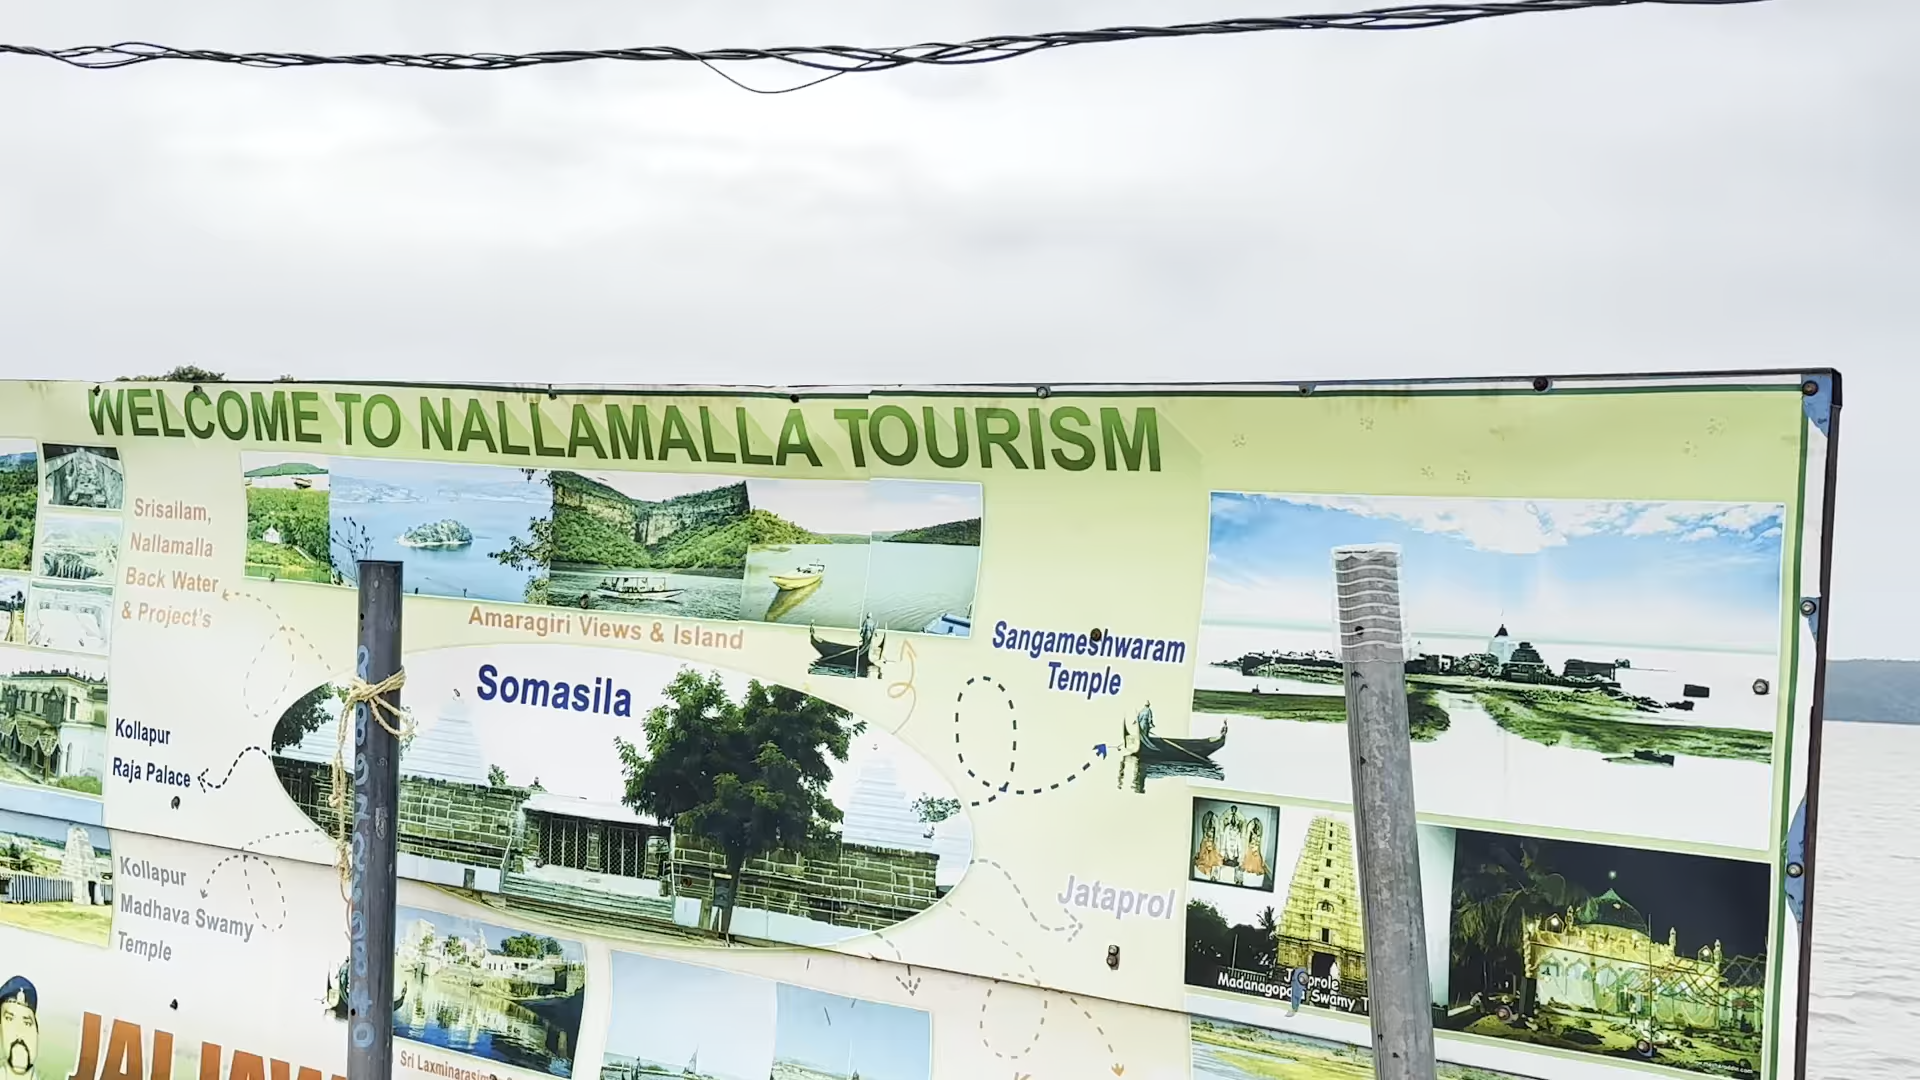 WELCOME TO NALLAMALLA TOURISM
Srisailam,
Nallamalla
Back Water
& Project's
Amaragiri Views & Island
Somasila
Sangameshwaram
Temple
Kollapur
Raja Palace
Kollapur
Madhava Swamy
Temple
Jataprol
Swamy
Sri